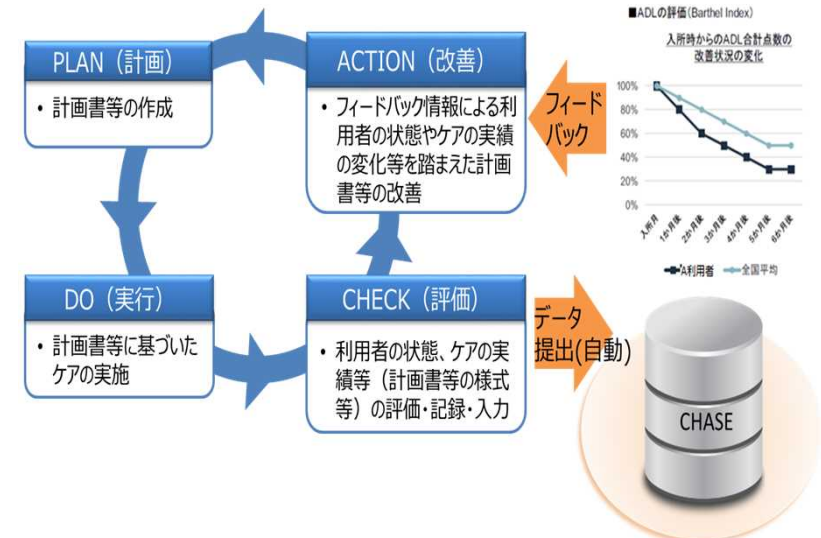 PLAN（計画）
・計画書等の作成
ACTION（改善）
・フィードバック情報による利
用者の状態やケアの実績
の変化等を踏まえた計画
書等の改善
フィード
バック
■ADLの評価(Barthel Index)
入所時からのADL合計点数の
改善状況の変化
100%
80%
60%
40%
20%
0%
入所月
1か月後
2か月後
3か月後
4か月後
5か月後
6か月後
A利用者
全国平均
DO（実行）
・計画書等に基づいた
ケアの実施
CHECK（評価）
・利用者の状態、ケアの実
績等（計画書等の様式
等）の評価・記録・入力
データ
提出(自動)
CHASE